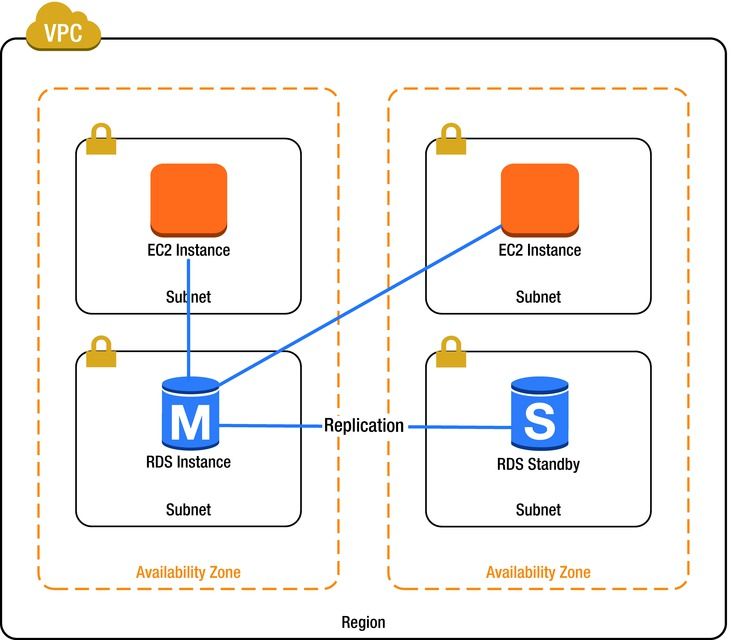 VPC
EC2 Instance
Subnet
EC2 Instance
Subnet
M
RDS Instance
Subnet
Replication
S
RDS Standby
Subnet
Availability Zone
Availability Zone
Region